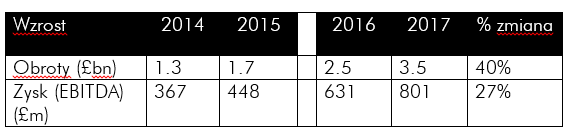 Wzrost 2014 2015 2016 2017 % zmiana
Obroty (£bn) 1.3 1.7 2.5 3.5 40%
Zysk (EBITDA) 367 448 631 801 27%
(£m)